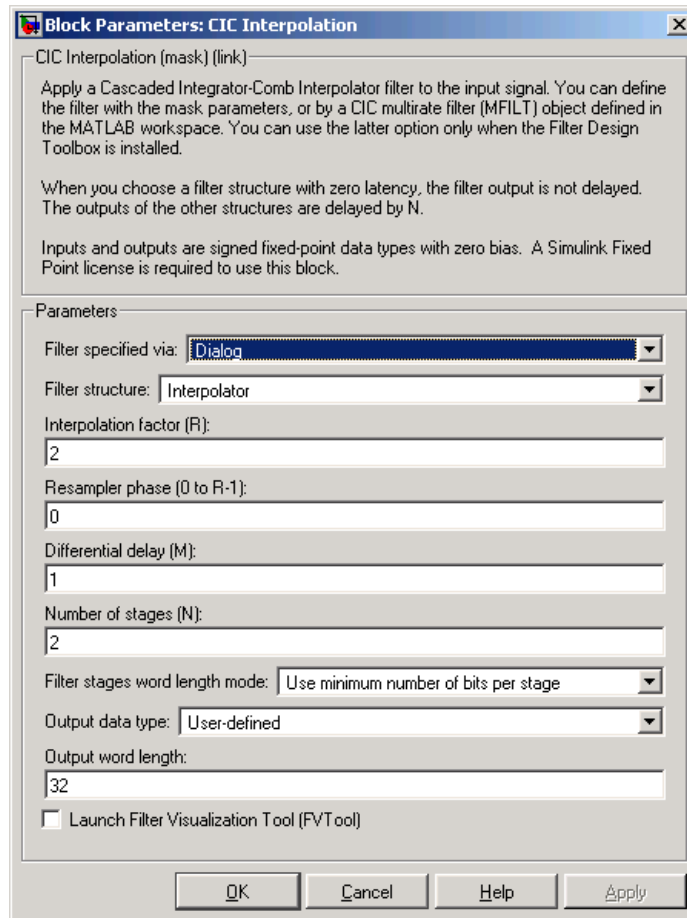 Block Parameters: CIC Interpolation
CIC Interpolation (mask) (link)
Apply a Cascaded Integrator-Comb Interpolator filter to the input signal. You can define
the filter with the mask parameters, or by a CIC multirate filter (MFILT) object defined in
the MATLAB workspace. You can use the latter option only when the Filter Design
Toolbox is installed.
When you choose a filter structure with zero latency, the filter output is not delayed.
The outputs of the other structures are delayed by N.
Inputs and outputs are signed fixed-point data types with zero bias. A Simulink Fixed
Point license is required to use this block.
Parameters
Filter specified via: Dialog
Filter structure: Interpolator
Interpolation factor (R):
2
Resampler phase (0 to R-1):
0
Differential delay (M):
1
Number of stages (N):
2
Filter stages word length mode: Use minimum number of bits per stage
Output data type: User-defined
Output word length:
32
Launch Filter Visualization Tool (FVTool)
OK Cancel Help Apply